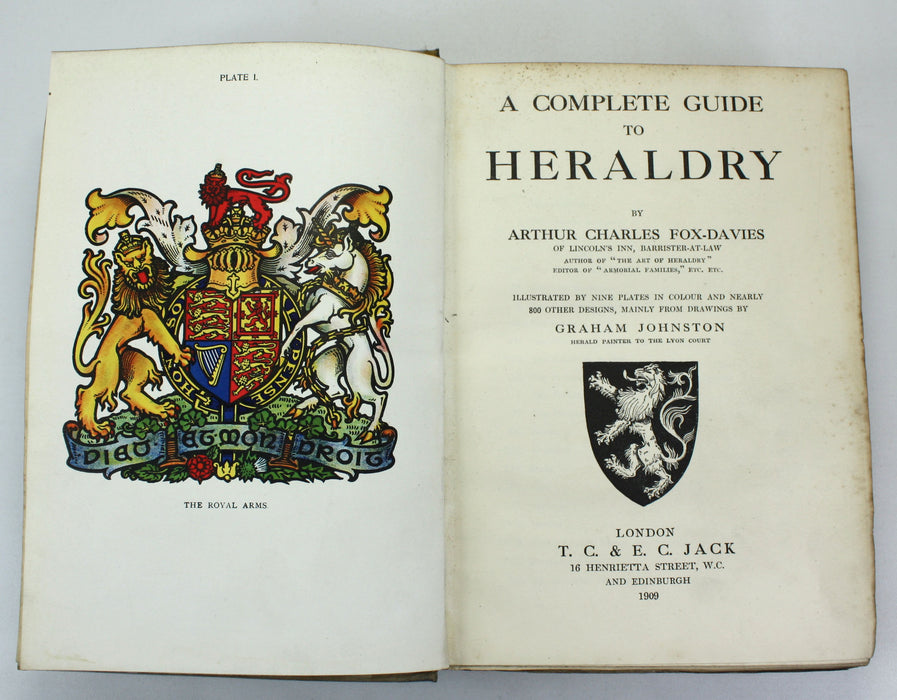 PLATE I.
DIEU ET MON DROIT
THE ROYAL ARMS.
A COMPLETE GUIDE
TO
HERALDRY
BY
ARTHUR CHARLES FOX-DAVIES
OF LINCOLN'S INN, BARRISTER-AT-LAW
AUTHOR OF "THE ART OF HERALDRY"
EDITOR OF "ARMORIAL FAMILIES," ETC. ETC.
ILLUSTRATED BY NINE PLATES IN COLOUR AND NEARLY
800 OTHER DESIGNS, MAINLY FROM DRAWINGS BY
GRAHAM JOHNSTON
HERALD PAINTER TO THE LYON COURT
LONDON
T. C. & E. C. JACK
16 HENRIETTA STREET, W.C.
AND EDINBURGH
1909